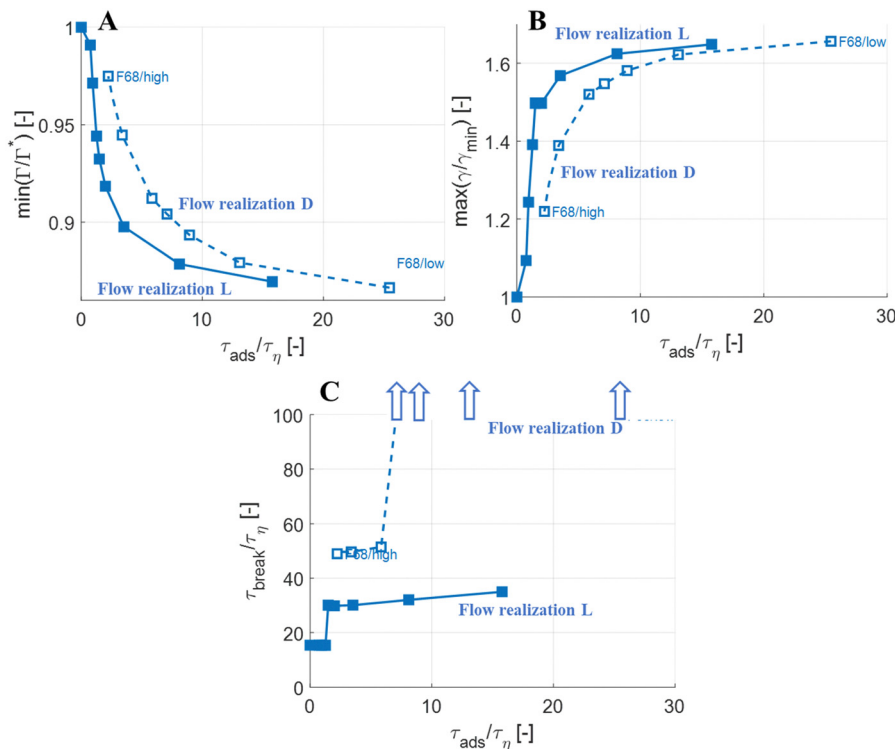 A
1
0.95
0.9
min(Γ/Γ*) [-]
F68/high
Flow realization D
F68/low
Flow realization L
0
10
20
30
τads/τη [-]
B
1.6
1.4
1.2
1
max(γ/γmin) [-]
Flow realization L
F68/low
Flow realization D
F68/high
0
10
20
30
τads/τη [-]
C
100
80
60
40
20
0
τbreak/τη [-]
Flow realization D
F68/high
Flow realization L
0
10
20
30
τads/τη [-]